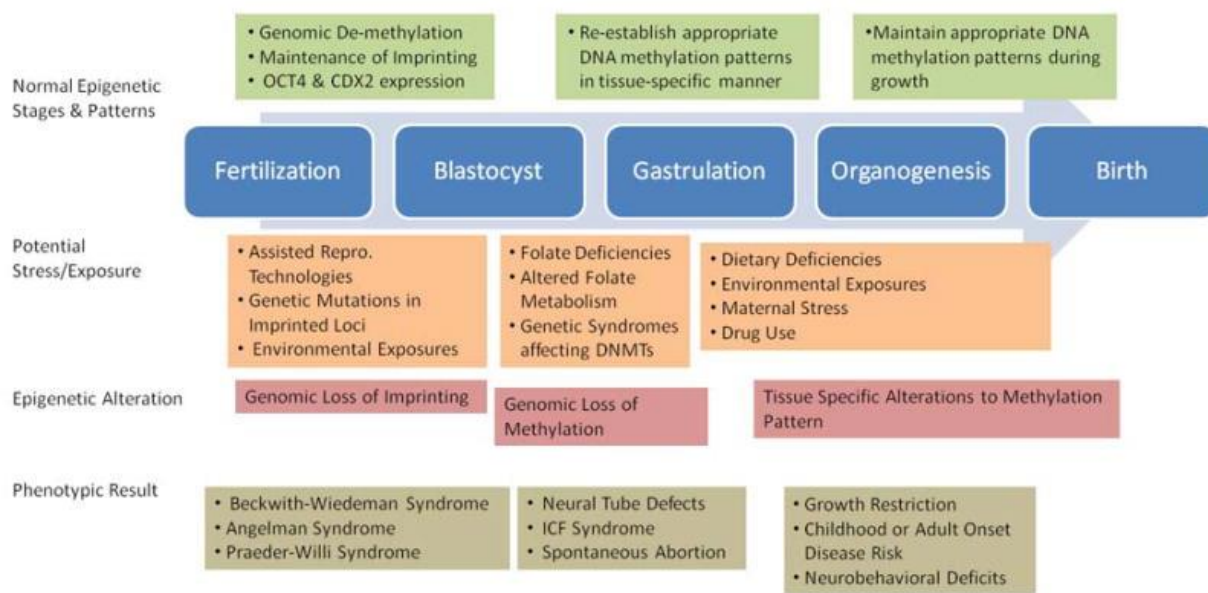 Normal Epigenetic
Stages & Patterns
• Genomic De-methylation
• Maintenance of Imprinting
• OCT4 & CDX2 expression
• Re-establish appropriate
DNA methylation patterns
in tissue-specific manner
•Maintain appropriate DNA
methylation patterns during
growth
Fertilization
Blastocyst
Gastrulation
Organogenesis
Birth
Potential
Stress/Exposure
• Assisted Repro.
Technologies
• Genetic Mutations in
Imprinted Loci
• Environmental Exposures
• Folate Deficiencies
• Altered Folate
Metabolism
• Genetic Syndromes
affecting DNMTs
• Dietary Deficiencies
• Environmental Exposures
• Maternal Stress
• Drug Use
Epigenetic Alteration
Genomic Loss of Imprinting
Genomic Loss of
Methylation
Tissue Specific Alterations to Methylation
Pattern
Phenotypic Result
• Beckwith-Wiedeman Syndrome
• Angelman Syndrome
• Praeder-Willi Syndrome
• Neural Tube Defects
• ICF Syndrome
• Spontaneous Abortion
• Growth Restriction
• Childhood or Adult Onset
Disease Risk
• Neurobehavioral Deficits